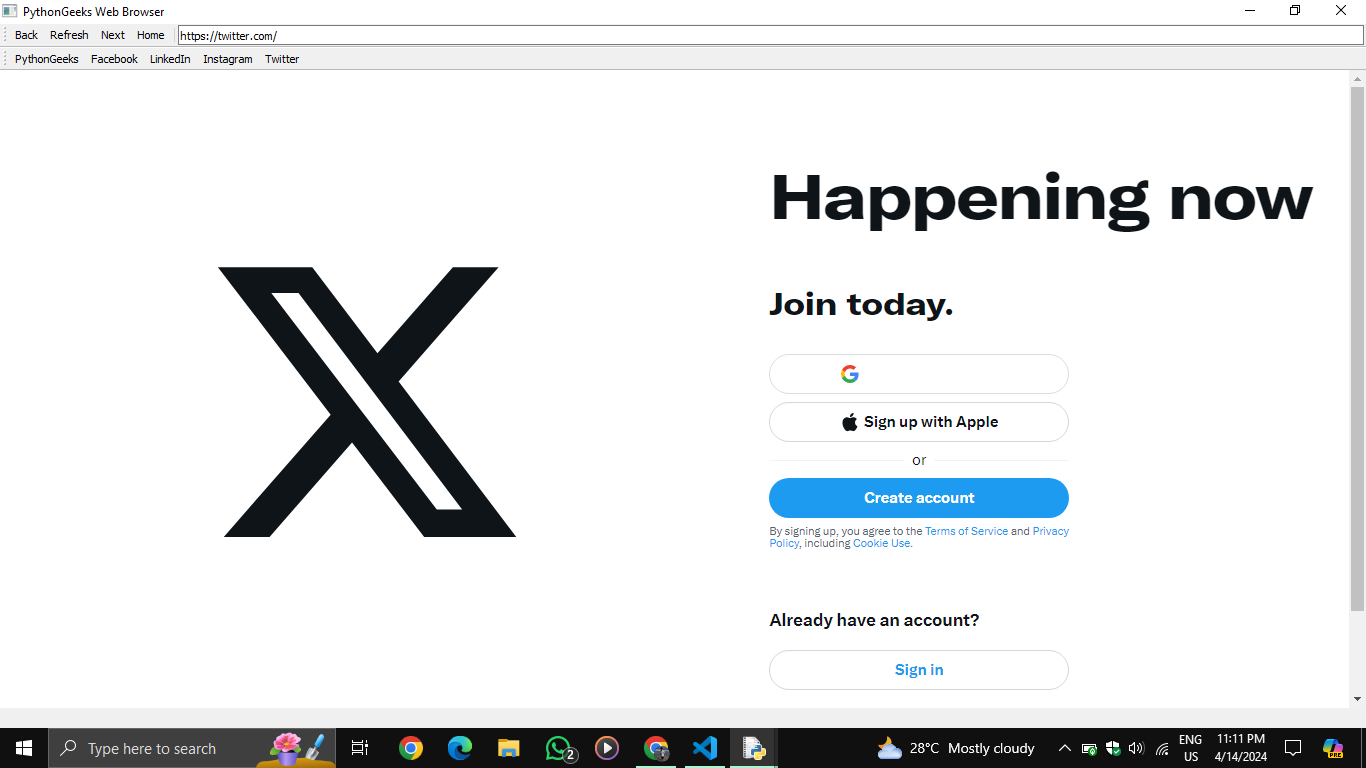 PythonGeeks Web Browser
Back Refresh Next Home https://twitter.com/
PythonGeeks Facebook LinkedIn Instagram Twitter
Happening now
Join today.
Sign up with Apple
or
Create account
By signing up, you agree to the Terms of Service and Privacy
Policy, including Cookie Use.
Already have an account?
Sign in
Type here to search
2
28°C Mostly cloudy
ENG
US
11:11 PM
4/14/2024
PRE